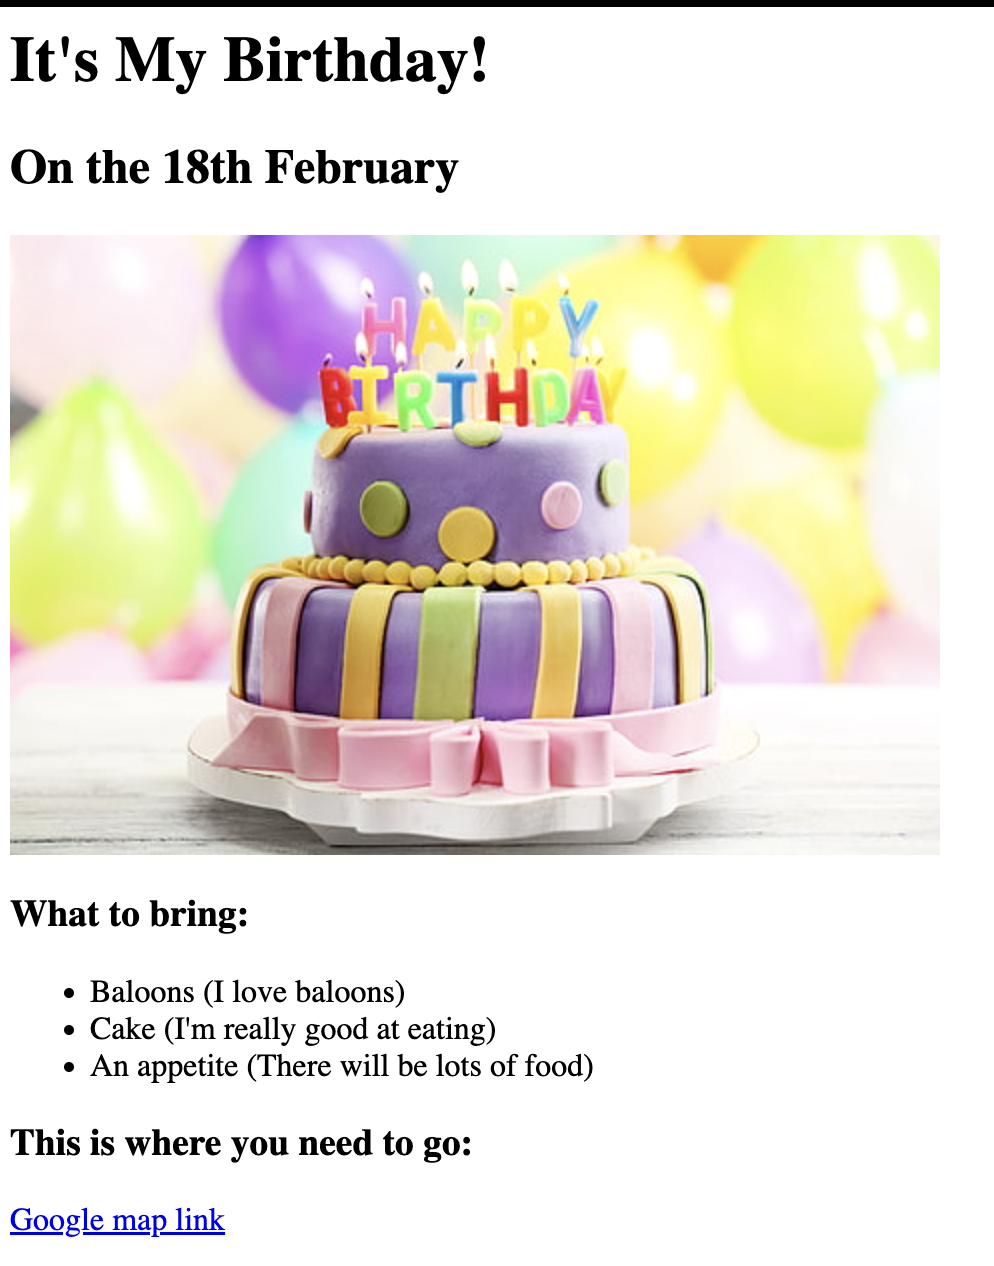 It's My Birthday!
On the 18th February
HAPPY
BIRTHDAY
What to bring:
Baloons (I love baloons)
Cake (I'm really good at eating)
An appetite (There will be lots of food)
This is where you need to go:
Google map link